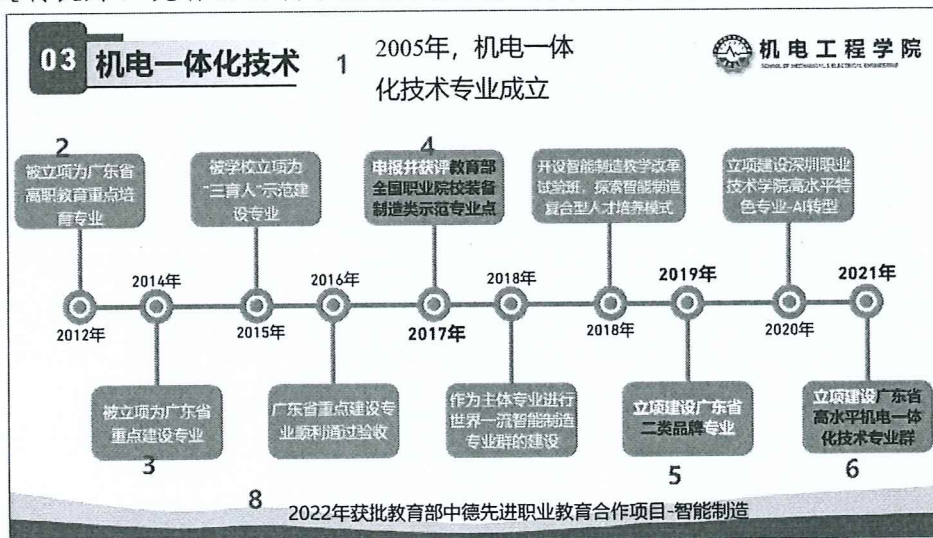 03 机电一体化技术
1
2005年，机电一体
化技术专业成立
机电工程学院
SCHOOL OF MECHANICAL & ELECTRICAL ENGINEERING
2
被立项为广东省
高职教育重点培
育专业
被学校立项为
"三育人"示范建
设专业
4
申报并获评教育部
全国职业院校装备
制造类示范专业点
开设智能制造教学改革
试验班，探索智能制造
复合型人才培养模式
立项建设深圳职业
技术学院高水平特
色专业-AI转型
2014年
2016年
2018年
2019年
2021年
2012年
2015年
2017年
2018年
2020年
被立项为广东省
重点建设专业
3
广东省重点建设专
业顺利通过验收
作为主体专业进行
世界一流智能制造
专业群的建设
立项建设广东省
二类品牌专业
5
立项建设广东省
高水平机电一体
化技术专业群
6
8
2022年获批教育部中德先进职业教育合作项目-智能制造